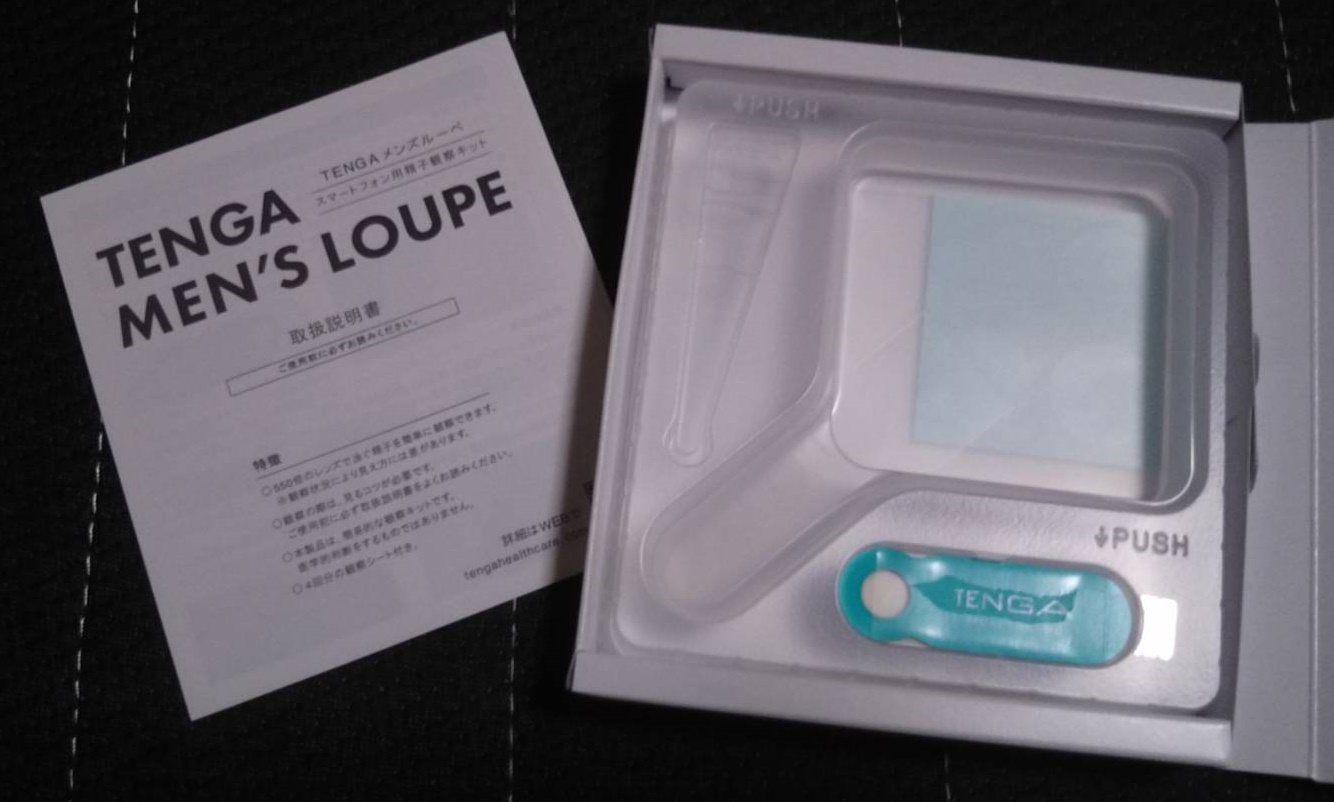 TENGAメンズルーペ
スマートフォン用精子観察キット
TENGA
MEN'S LOUPE
取扱説明書
ご使用前に必ずお読みください。
特徴
○550倍のレンズで泳ぐ精子を簡単に観察できます。
※観察状況により見え方には差があります。
○観察の際は、見るコツが必要です。
ご使用前に必ず取扱説明書をよくお読みください。
○本製品は、簡易的な観察キットです。
医学的判断をするものではありません。
○4回分の観察シート付き。
詳細はWEBで
tengahealthcare.com
↓PUSH
↓PUSH
TENGA